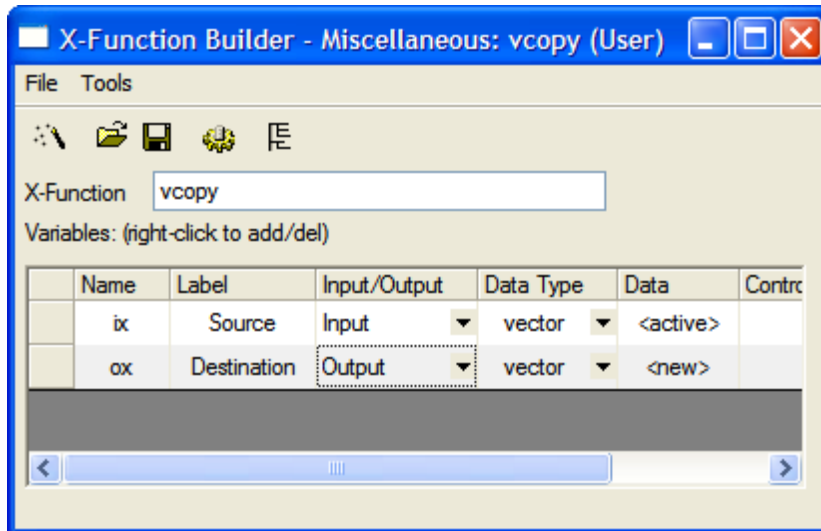 X-Function Builder - Miscellaneous: vcopy (User)
File Tools
X-Function vcopy
Variables: (right-click to add/del)
Name Label Input/Output Data Type Data Contro
ix Source Input vector <active>
ox Destination Output vector <new>